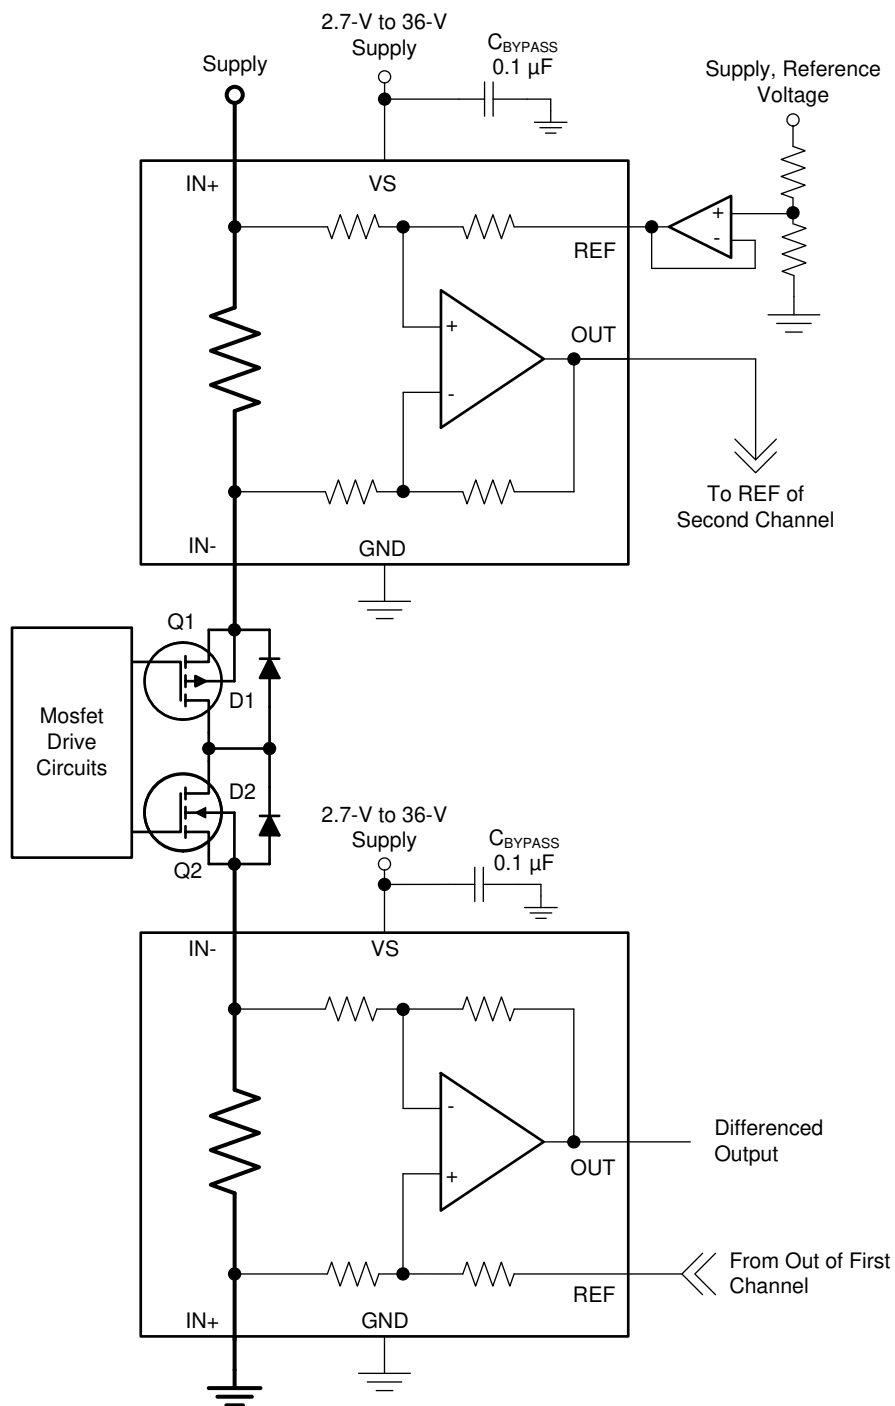 2.7-V to 36-V
Supply
CBYPASS
0.1 µF
Supply
Supply, Reference
Voltage
IN+
VS
+
-
REF
+
-
OUT
To REF of
Second Channel
IN-
GND
Q1
D1
Mosfet
Drive
Circuits
D2
Q2
2.7-V to 36-V
Supply
CBYPASS
0.1 µF
IN-
VS
-
+
OUT
Differenced
Output
From Out of First
Channel
REF
IN+
GND